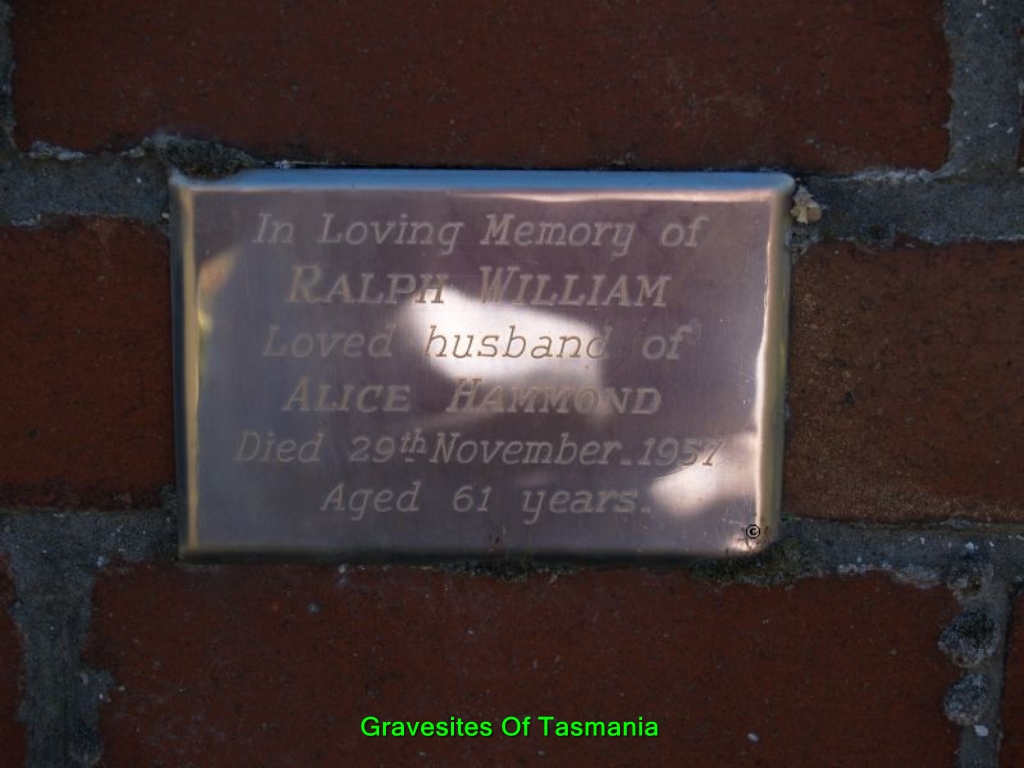 In Loving Memory of
RALPH WILLIAM
Loved husband of
ALICE HAMMOND
Died 29th November.1957
Aged 61 years.
©
Gravesites Of Tasmania